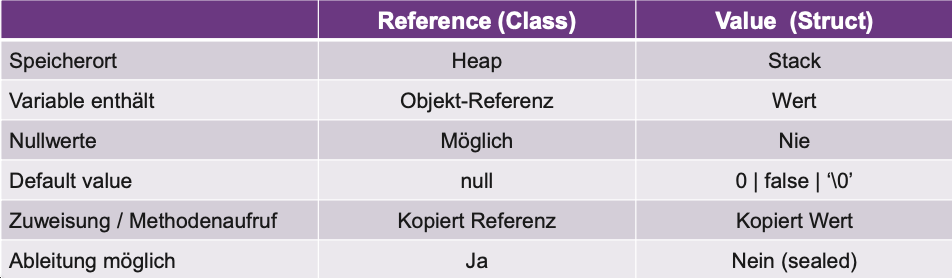 Reference (Class) Value  (Struct)
Speicherort Heap Stack
Variable enthält Objekt-Referenz Wert
Nullwerte Möglich Nie
Default value null 0 | false | ‘\0’
Zuweisung / Methodenaufruf Kopiert Referenz Kopiert Wert
Ableitung möglich Ja Nein (sealed)